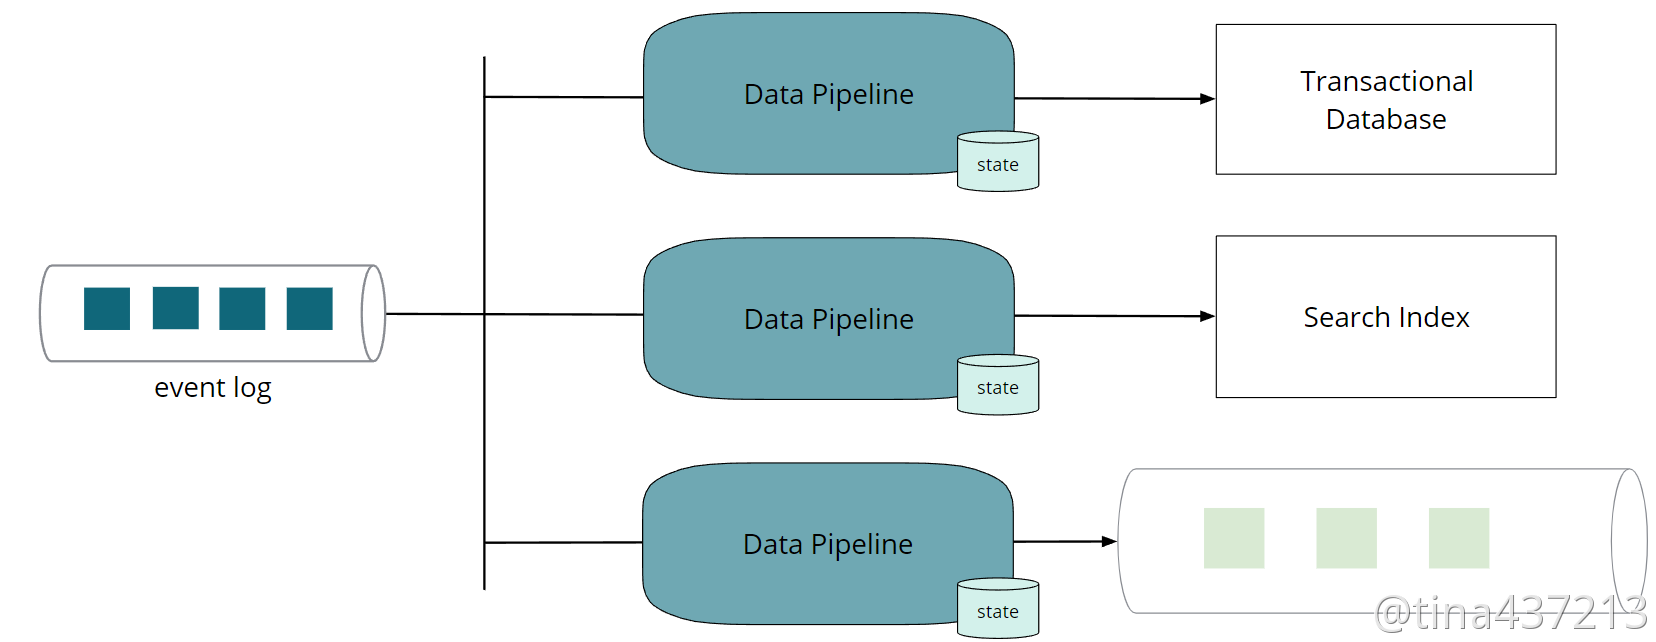 Data Pipeline
state
Transactional
Database
event log
Data Pipeline
state
Search Index
Data Pipeline
state
@tina437213